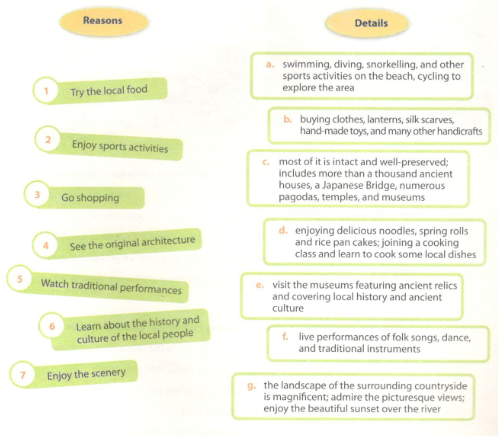 Reasons
1 Try the local food
2 Enjoy sports activities
3 Go shopping
4 See the original architecture
5 Watch traditional performances
6 Learn about the history and
culture of the local people
7 Enjoy the scenery
Details
a. swimming, diving, snorkelling, and other
sports activities on the beach, cycling to
explore the area
b. buying clothes, lanterns, silk scarves,
hand-made toys, and many other handicrafts
c. most of it is intact and well-preserved;
includes more than a thousand ancient
houses, a Japanese Bridge, numerous
pagodas, temples, and museums
d. enjoying delicious noodles, spring rolls
and rice pan cakes; joining a cooking
class and learn to cook some local dishes
e. visit the museums featuring ancient relics
and covering local history and ancient
culture
f. live performances of folk songs, dance,
and traditional instruments
g. the landscape of the surrounding countryside
is magnificent; admire the picturesque views;
enjoy the beautiful sunset over the river